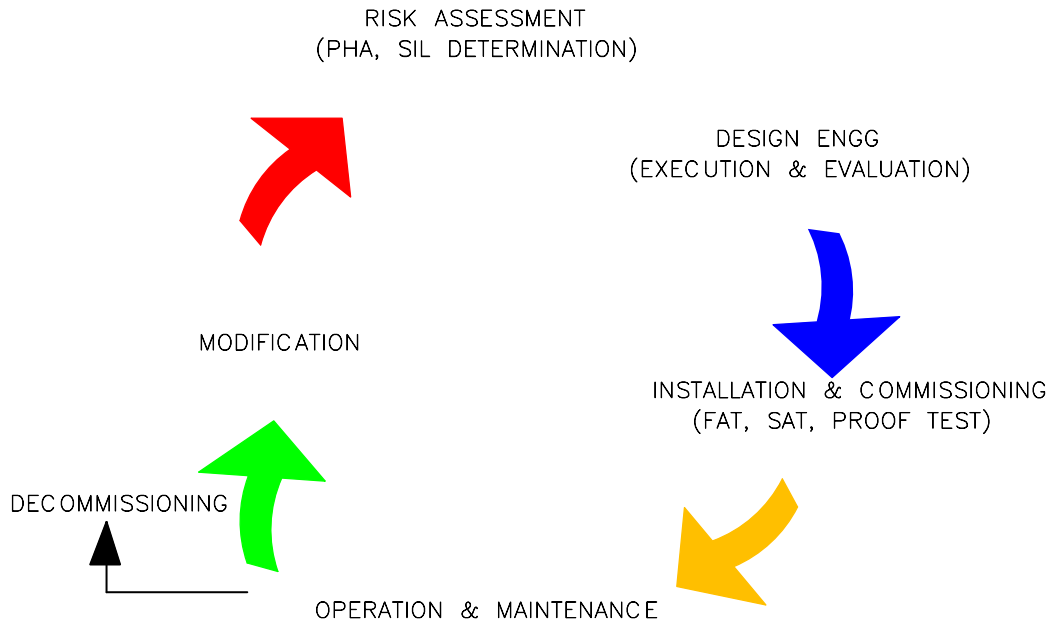 RISK ASSESSMENT
(PHA, SIL DETERMINATION)
DESIGN ENGG
(EXECUTION & EVALUATION)
MODIFICATION
INSTALLATION & COMMISSIONING
(FAT, SAT, PROOF TEST)
DECOMMISSIONING
OPERATION & MAINTENANCE